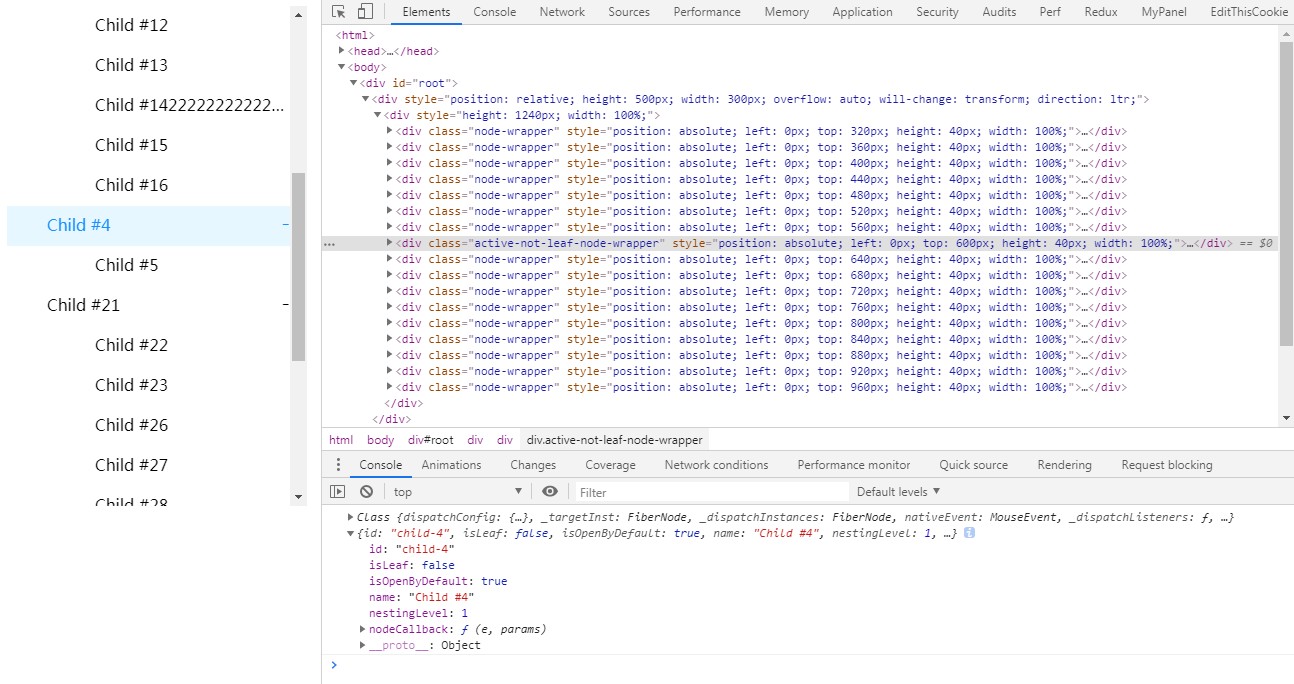 Child #12
Child #13
Child #1422222222222...
Child #15
Child #16
Child #4 −
Child #5
Child #21 −
Child #22
Child #23
Child #26
Child #27
Child #28
Elements Console Network Sources Performance Memory Application Security Audits Perf Redux MyPanel EditThisCookie
<html>
<head>…</head>
<body>
<div id="root">
<div style="position: relative; height: 500px; width: 300px; overflow: auto; will-change: transform; direction: ltr;">
<div style="height: 1240px; width: 100%;">
<div class="node-wrapper" style="position: absolute; left: 0px; top: 320px; height: 40px; width: 100%;">…</div>
<div class="node-wrapper" style="position: absolute; left: 0px; top: 360px; height: 40px; width: 100%;">…</div>
<div class="node-wrapper" style="position: absolute; left: 0px; top: 400px; height: 40px; width: 100%;">…</div>
<div class="node-wrapper" style="position: absolute; left: 0px; top: 440px; height: 40px; width: 100%;">…</div>
<div class="node-wrapper" style="position: absolute; left: 0px; top: 480px; height: 40px; width: 100%;">…</div>
<div class="node-wrapper" style="position: absolute; left: 0px; top: 520px; height: 40px; width: 100%;">…</div>
<div class="node-wrapper" style="position: absolute; left: 0px; top: 560px; height: 40px; width: 100%;">…</div>
… <div class="active-not-leaf-node-wrapper" style="position: absolute; left: 0px; top: 600px; height: 40px; width: 100%;">…</div> == $0
<div class="node-wrapper" style="position: absolute; left: 0px; top: 640px; height: 40px; width: 100%;">…</div>
<div class="node-wrapper" style="position: absolute; left: 0px; top: 680px; height: 40px; width: 100%;">…</div>
<div class="node-wrapper" style="position: absolute; left: 0px; top: 720px; height: 40px; width: 100%;">…</div>
<div class="node-wrapper" style="position: absolute; left: 0px; top: 760px; height: 40px; width: 100%;">…</div>
<div class="node-wrapper" style="position: absolute; left: 0px; top: 800px; height: 40px; width: 100%;">…</div>
<div class="node-wrapper" style="position: absolute; left: 0px; top: 840px; height: 40px; width: 100%;">…</div>
<div class="node-wrapper" style="position: absolute; left: 0px; top: 880px; height: 40px; width: 100%;">…</div>
<div class="node-wrapper" style="position: absolute; left: 0px; top: 920px; height: 40px; width: 100%;">…</div>
<div class="node-wrapper" style="position: absolute; left: 0px; top: 960px; height: 40px; width: 100%;">…</div>
</div>
</div>
html body div#root div div div.active-not-leaf-node-wrapper
Console Animations Changes Coverage Network conditions Performance monitor Quick source Rendering Request blocking
top Filter Default levels
Class {dispatchConfig: {…}, _targetInst: FiberNode, _dispatchInstances: FiberNode, nativeEvent: MouseEvent, _dispatchListeners: ƒ, …}
{id: "child-4", isLeaf: false, isOpenByDefault: true, name: "Child #4", nestingLevel: 1, …} i
id: "child-4"
isLeaf: false
isOpenByDefault: true
name: "Child #4"
nestingLevel: 1
nodeCallback: ƒ (e, params)
__proto__: Object